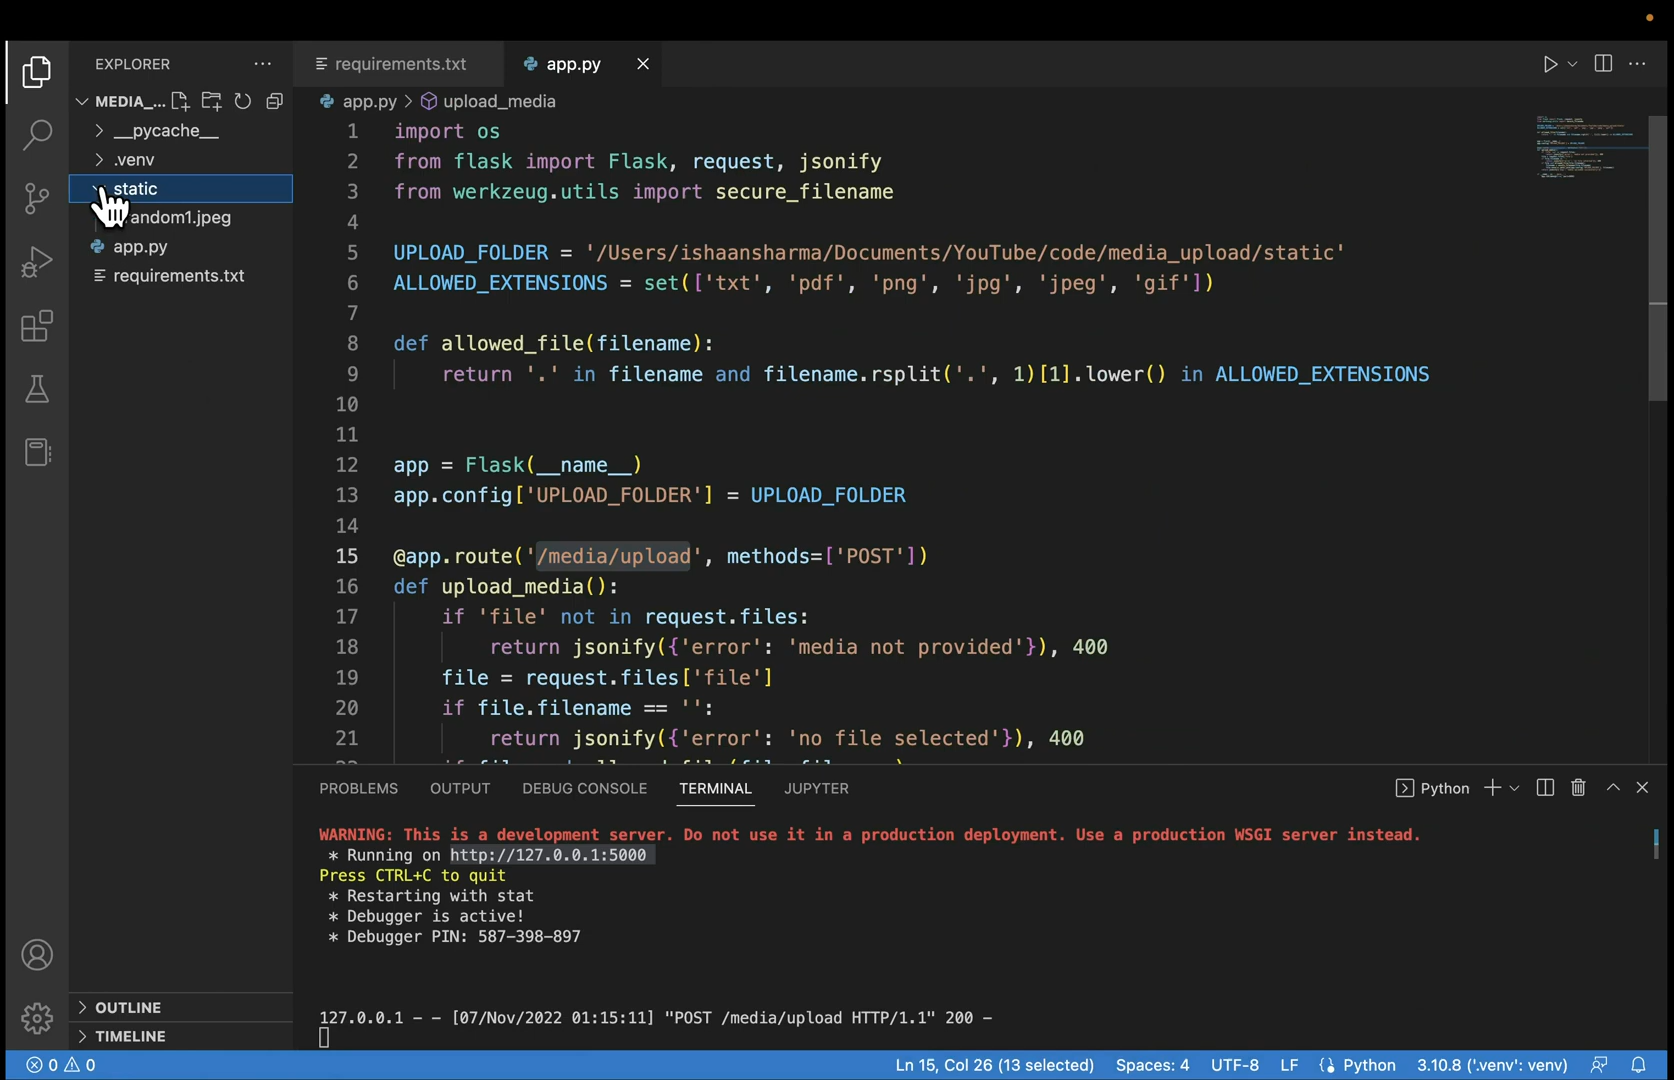 EXPLORER
MEDIA_...
__pycache__
.venv
static
andom1.jpeg
app.py
requirements.txt
OUTLINE
TIMELINE
requirements.txt
app.py
app.py > upload_media
1 import os
2 from flask import Flask, request, jsonify
3 from werkzeug.utils import secure_filename
4
5 UPLOAD_FOLDER = '/Users/ishaansharma/Documents/YouTube/code/media_upload/static'
6 ALLOWED_EXTENSIONS = set(['txt', 'pdf', 'png', 'jpg', 'jpeg', 'gif'])
7
8 def allowed_file(filename):
9 return '.' in filename and filename.rsplit('.', 1)[1].lower() in ALLOWED_EXTENSIONS
10
11
12 app = Flask(__name__)
13 app.config['UPLOAD_FOLDER'] = UPLOAD_FOLDER
14
15 @app.route('/media/upload', methods=['POST'])
16 def upload_media():
17 if 'file' not in request.files:
18 return jsonify({'error': 'media not provided'}), 400
19 file = request.files['file']
20 if file.filename == '':
21 return jsonify({'error': 'no file selected'}), 400
PROBLEMS OUTPUT DEBUG CONSOLE TERMINAL JUPYTER
Python
WARNING: This is a development server. Do not use it in a production deployment. Use a production WSGI server instead.
* Running on http://127.0.0.1:5000
Press CTRL+C to quit
* Restarting with stat
* Debugger is active!
* Debugger PIN: 587-398-897
127.0.0.1 - - [07/Nov/2022 01:15:11] "POST /media/upload HTTP/1.1" 200 -
0 0 Ln 15, Col 26 (13 selected) Spaces: 4 UTF-8 LF Python 3.10.8 ('.venv': venv)